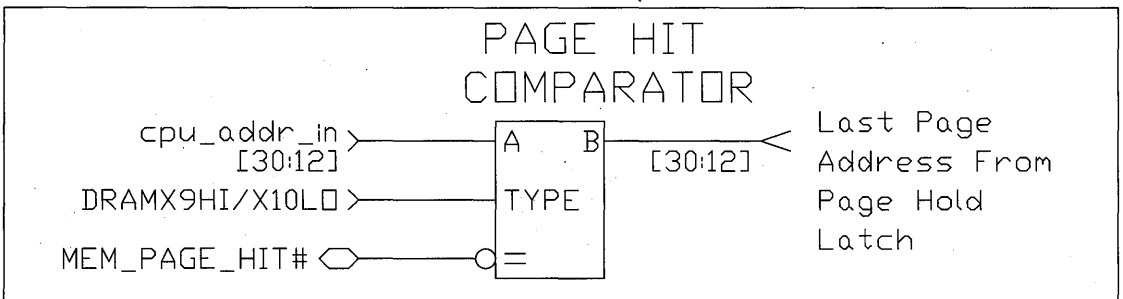 PAGE HIT
COMPARATOR
cpu_addr_in
[30:12]
A
B
[30:12]
Last Page
Address From
Page Hold
Latch
DRAMX9HI/X10LO
TYPE
MEM_PAGE_HIT#
=